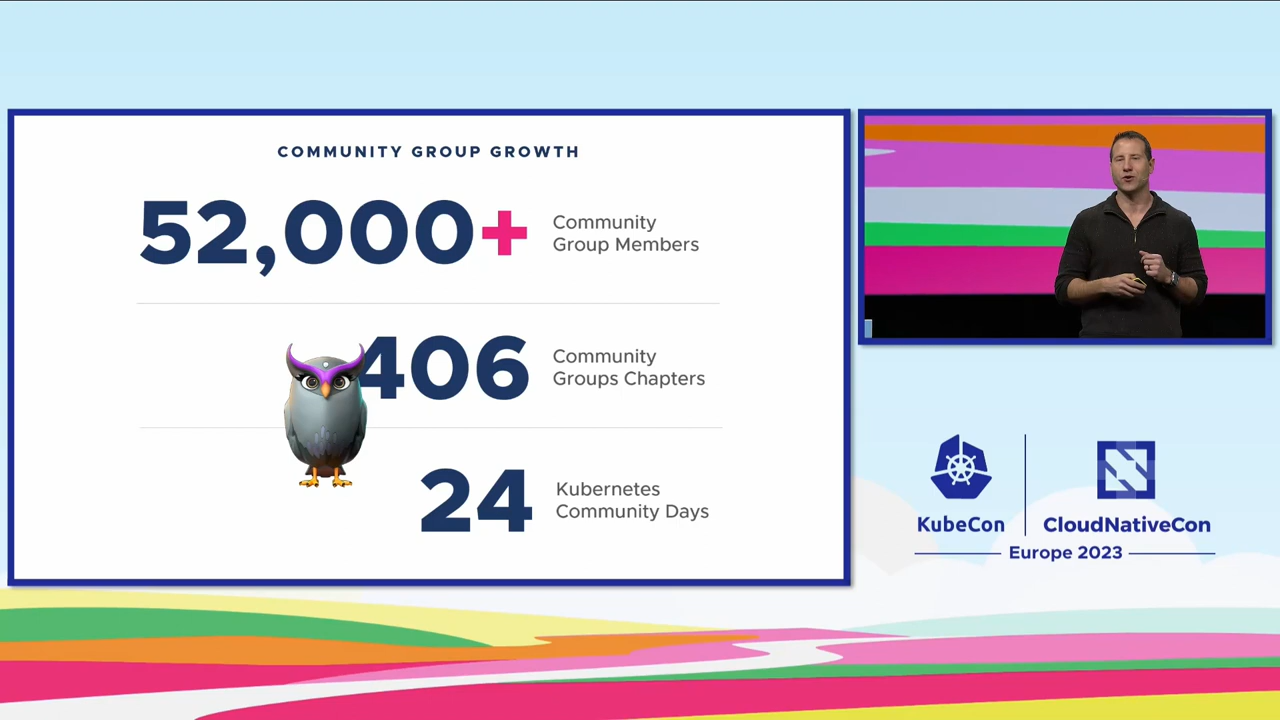 COMMUNITY GROUP GROWTH
52,000+
Community
Group Members
406
Community
Groups Chapters
24
Kubernetes
Community Days
KubeCon
CloudNativeCon
Europe 2023